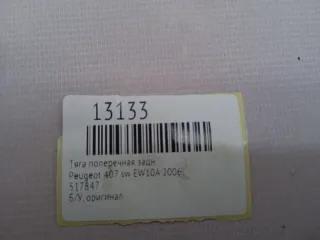 13133
Тяга поперечная задн
Peugeot 407 sw EW10A 2006
517847
Б/У, оригинал